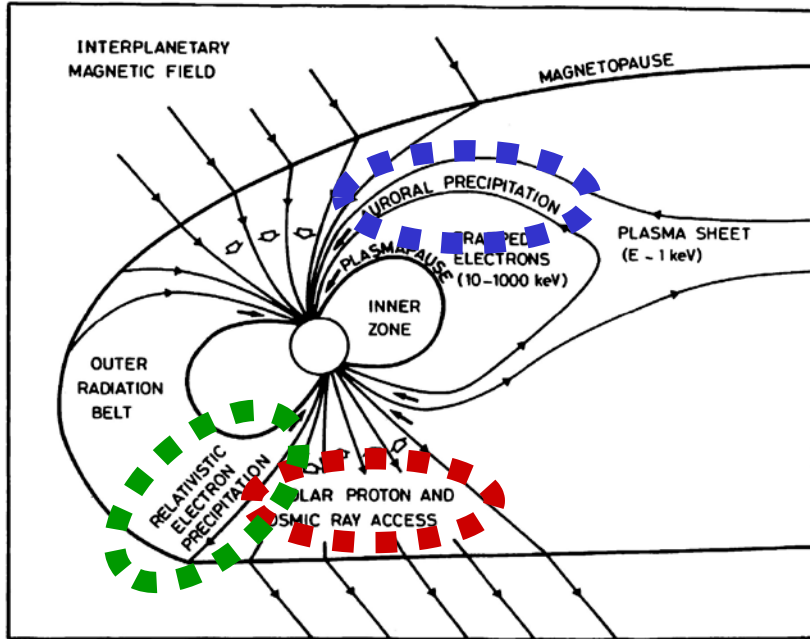 INTERPLANETARY
MAGNETIC FIELD
MAGNETOPAUSE
URORAL PRECIPITATION
PLASMA SHEET
(E ~ 1 keV)
ELECTRONS
(10-1000 keV)
PLASMAPAUSE
INNER
ZONE
OUTER
RADIATION
BELT
RELATIVISTIC
ELECTRON
PRECIPITATION
OLAR PROTON AND
OSMIC RAY ACCESS